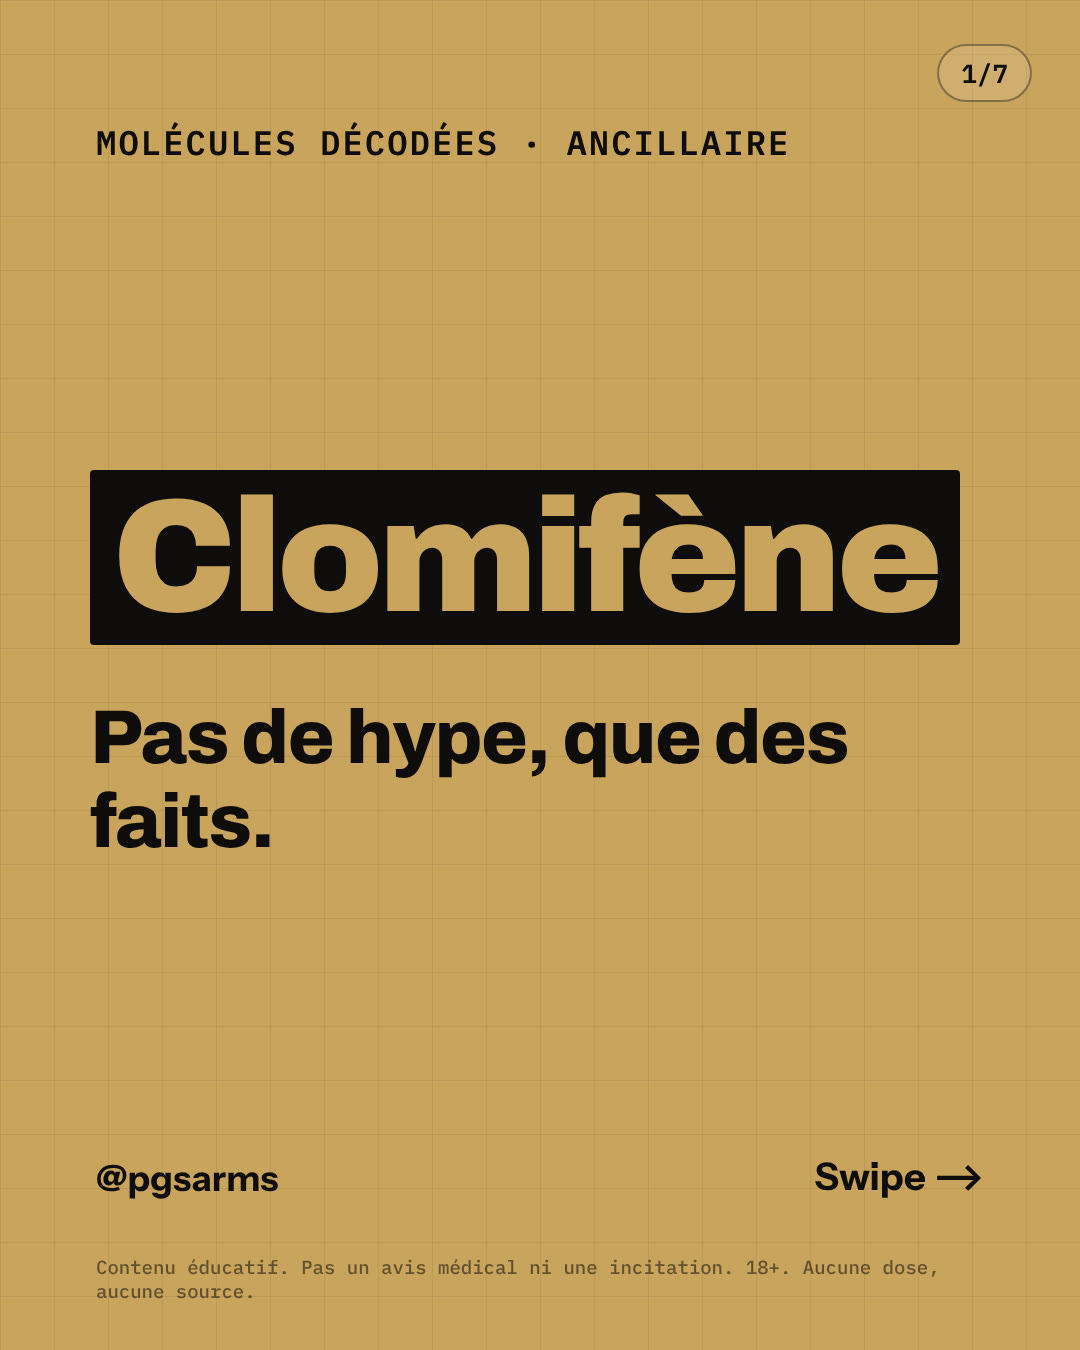 1/7
MOLÉCULES DÉCODÉES · ANCILLAIRE
Clomifène
Pas de hype, que des
faits.
@pgsarms
Swipe →
Contenu éducatif. Pas un avis médical ni une incitation. 18+. Aucune dose,
aucune source.